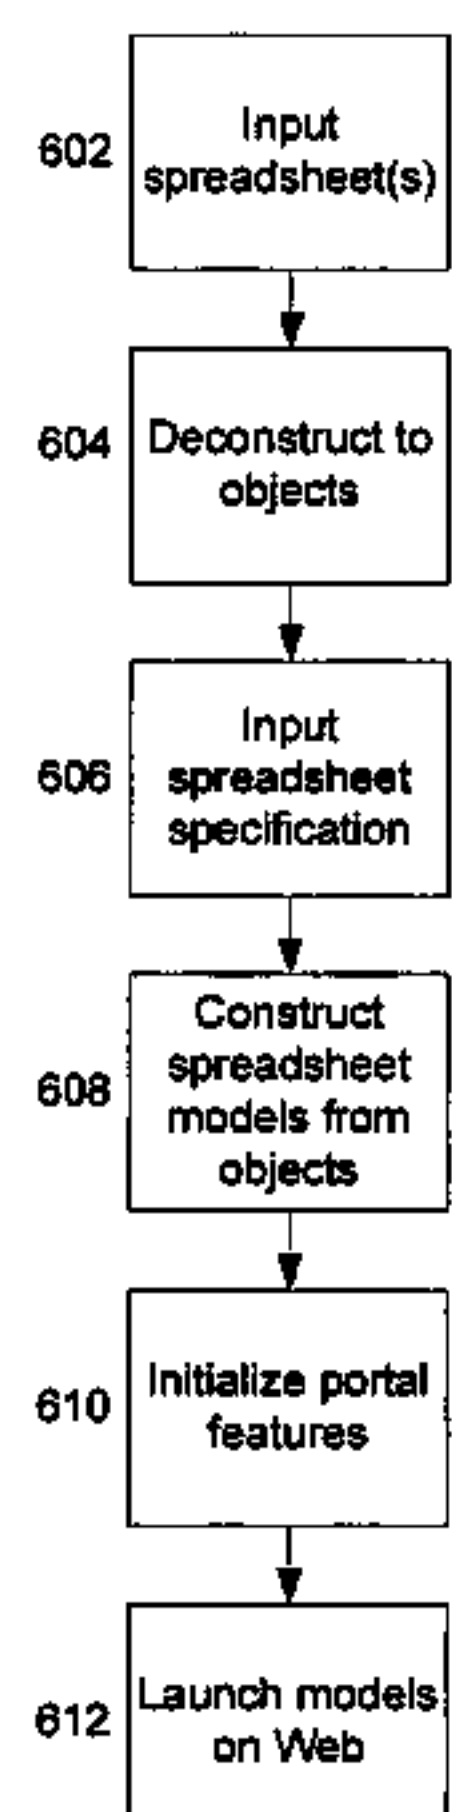 602
Input
spreadsheet(s)
604
Deconstruct to
objects
606
Input
spreadsheet
specification
608
Construct
spreadsheet
models from
objects
610
Initialize portal
features
612
Launch models
on Web